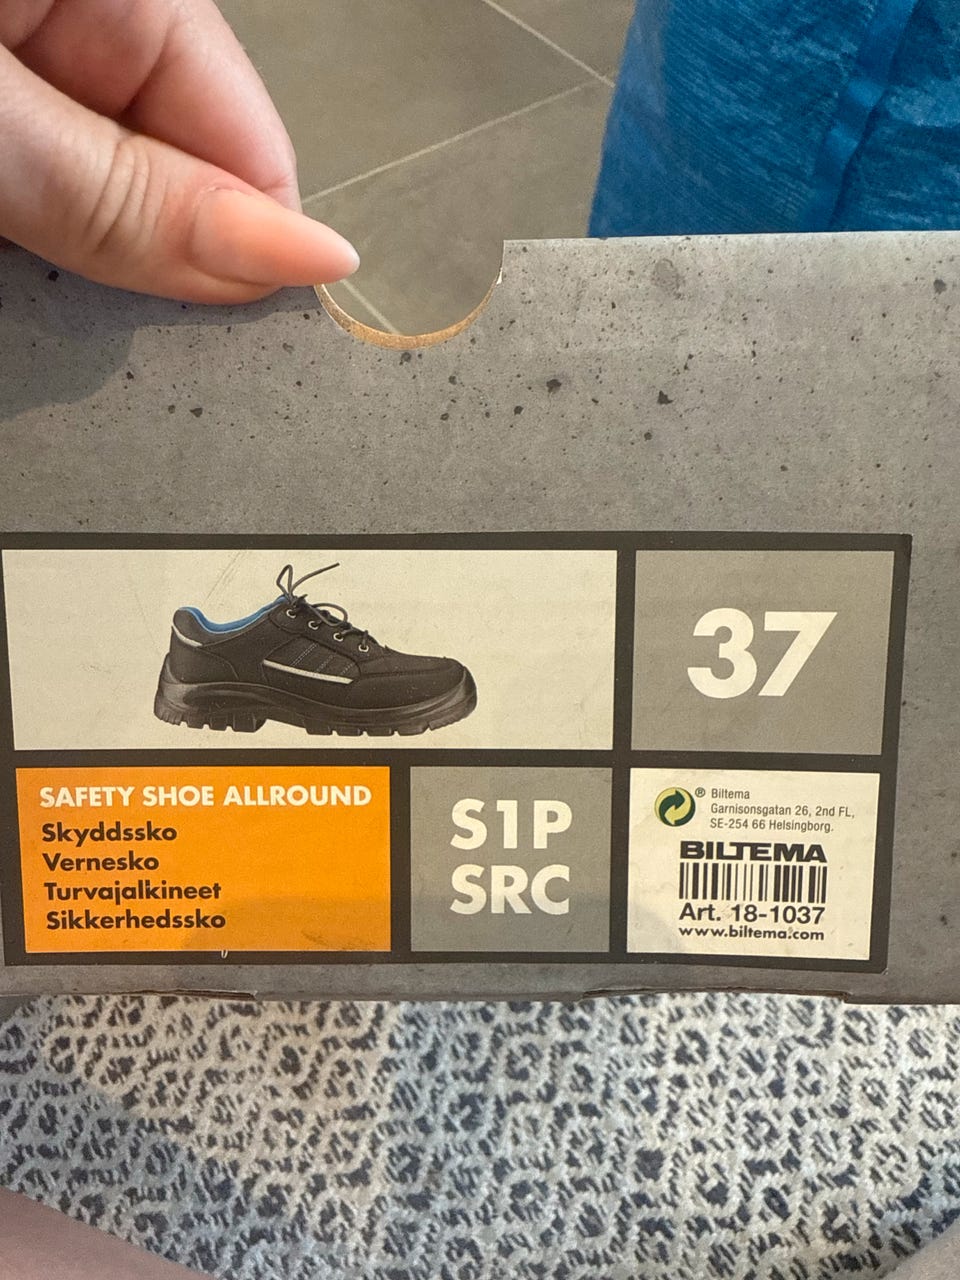 37
SAFETY SHOE ALLROUND
Skyddssko
Vernesko
Turvajalkineet
Sikkerhedssko
S1P
SRC
® Biltema
Garnisonsgatan 26, 2nd FL,
SE-254 66 Helsingborg.
BILTEMA
Art. 18-1037
www.biltema.com